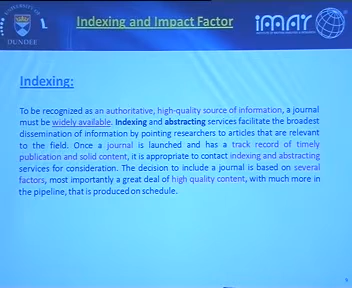 Indexing and Impact Factor
imar
DUNDEE
Indexing:
To be recognized as an authoritative, high-quality source of information, a journal
must be widely available. Indexing and abstracting services facilitate the broadest
dissemination of information by pointing researchers to articles that are relevant
to the field. Once a journal is launched and has a track record of timely
publication and solid content, it is appropriate to contact indexing and abstracting
services for consideration. The decision to include a journal is based on several
factors, most importantly a great deal of high quality content, with much more in
the pipeline, that is produced on schedule.